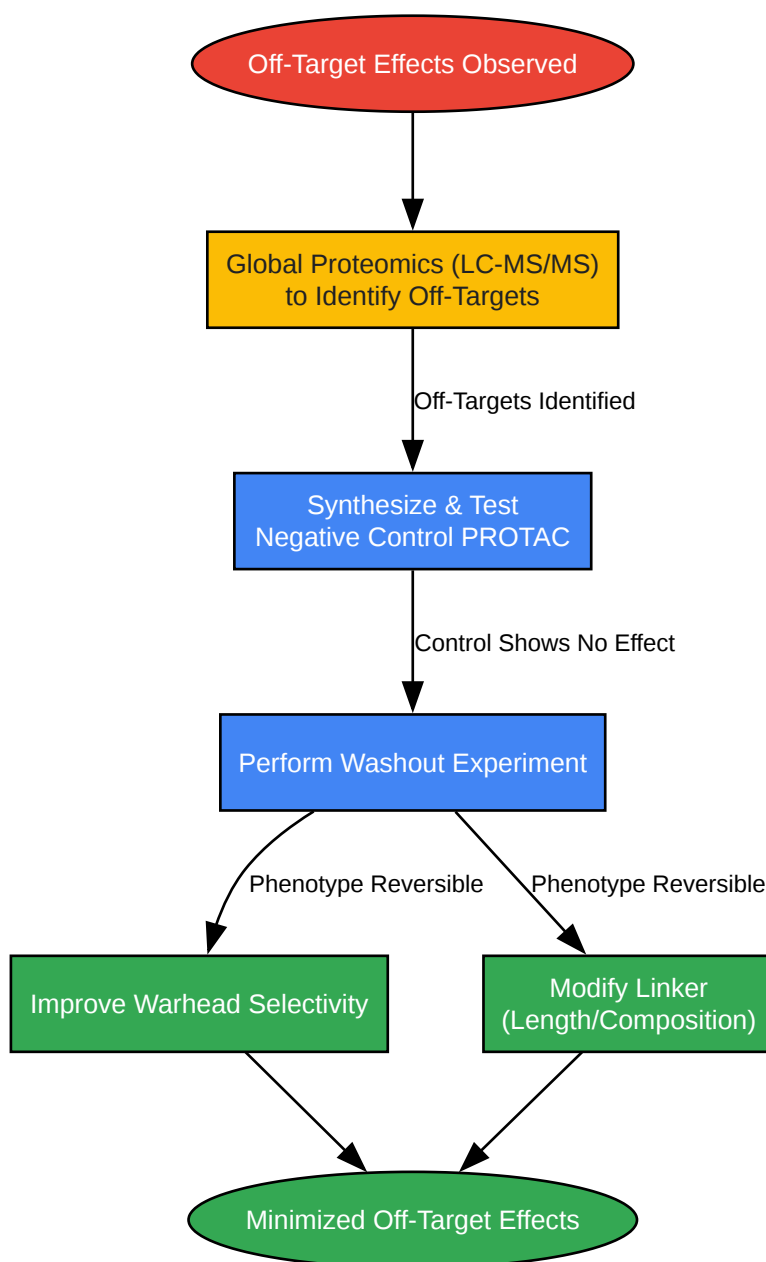 Off-Target Effects Observed
Global Proteomics (LC-MS/MS)
to Identify Off-Targets
Off-Targets Identified
Synthesize & Test
Negative Control PROTAC
Control Shows No Effect
Perform Washout Experiment
Phenotype Reversible
Phenotype Reversible
Improve Warhead Selectivity
Modify Linker
(Length/Composition)
Minimized Off-Target Effects